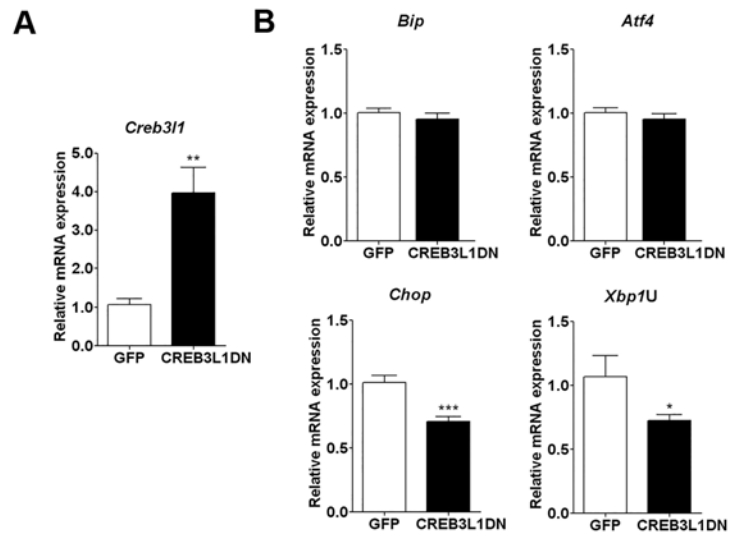 A
Creb3l1
Relative mRNA expression
5.0
4.0
3.0
2.0
1.0
0.0
**
GFP CREB3L1DN
B
Bip
Relative mRNA expression
1.5
1.0
0.5
0.0
GFP CREB3L1DN
Atf4
Relative mRNA expression
1.5
1.0
0.5
0.0
GFP CREB3L1DN
Chop
Relative mRNA expression
1.5
1.0
0.5
0.0
***
GFP CREB3L1DN
Xbp1U
Relative mRNA expression
1.5
1.0
0.5
0.0
*
GFP CREB3L1DN